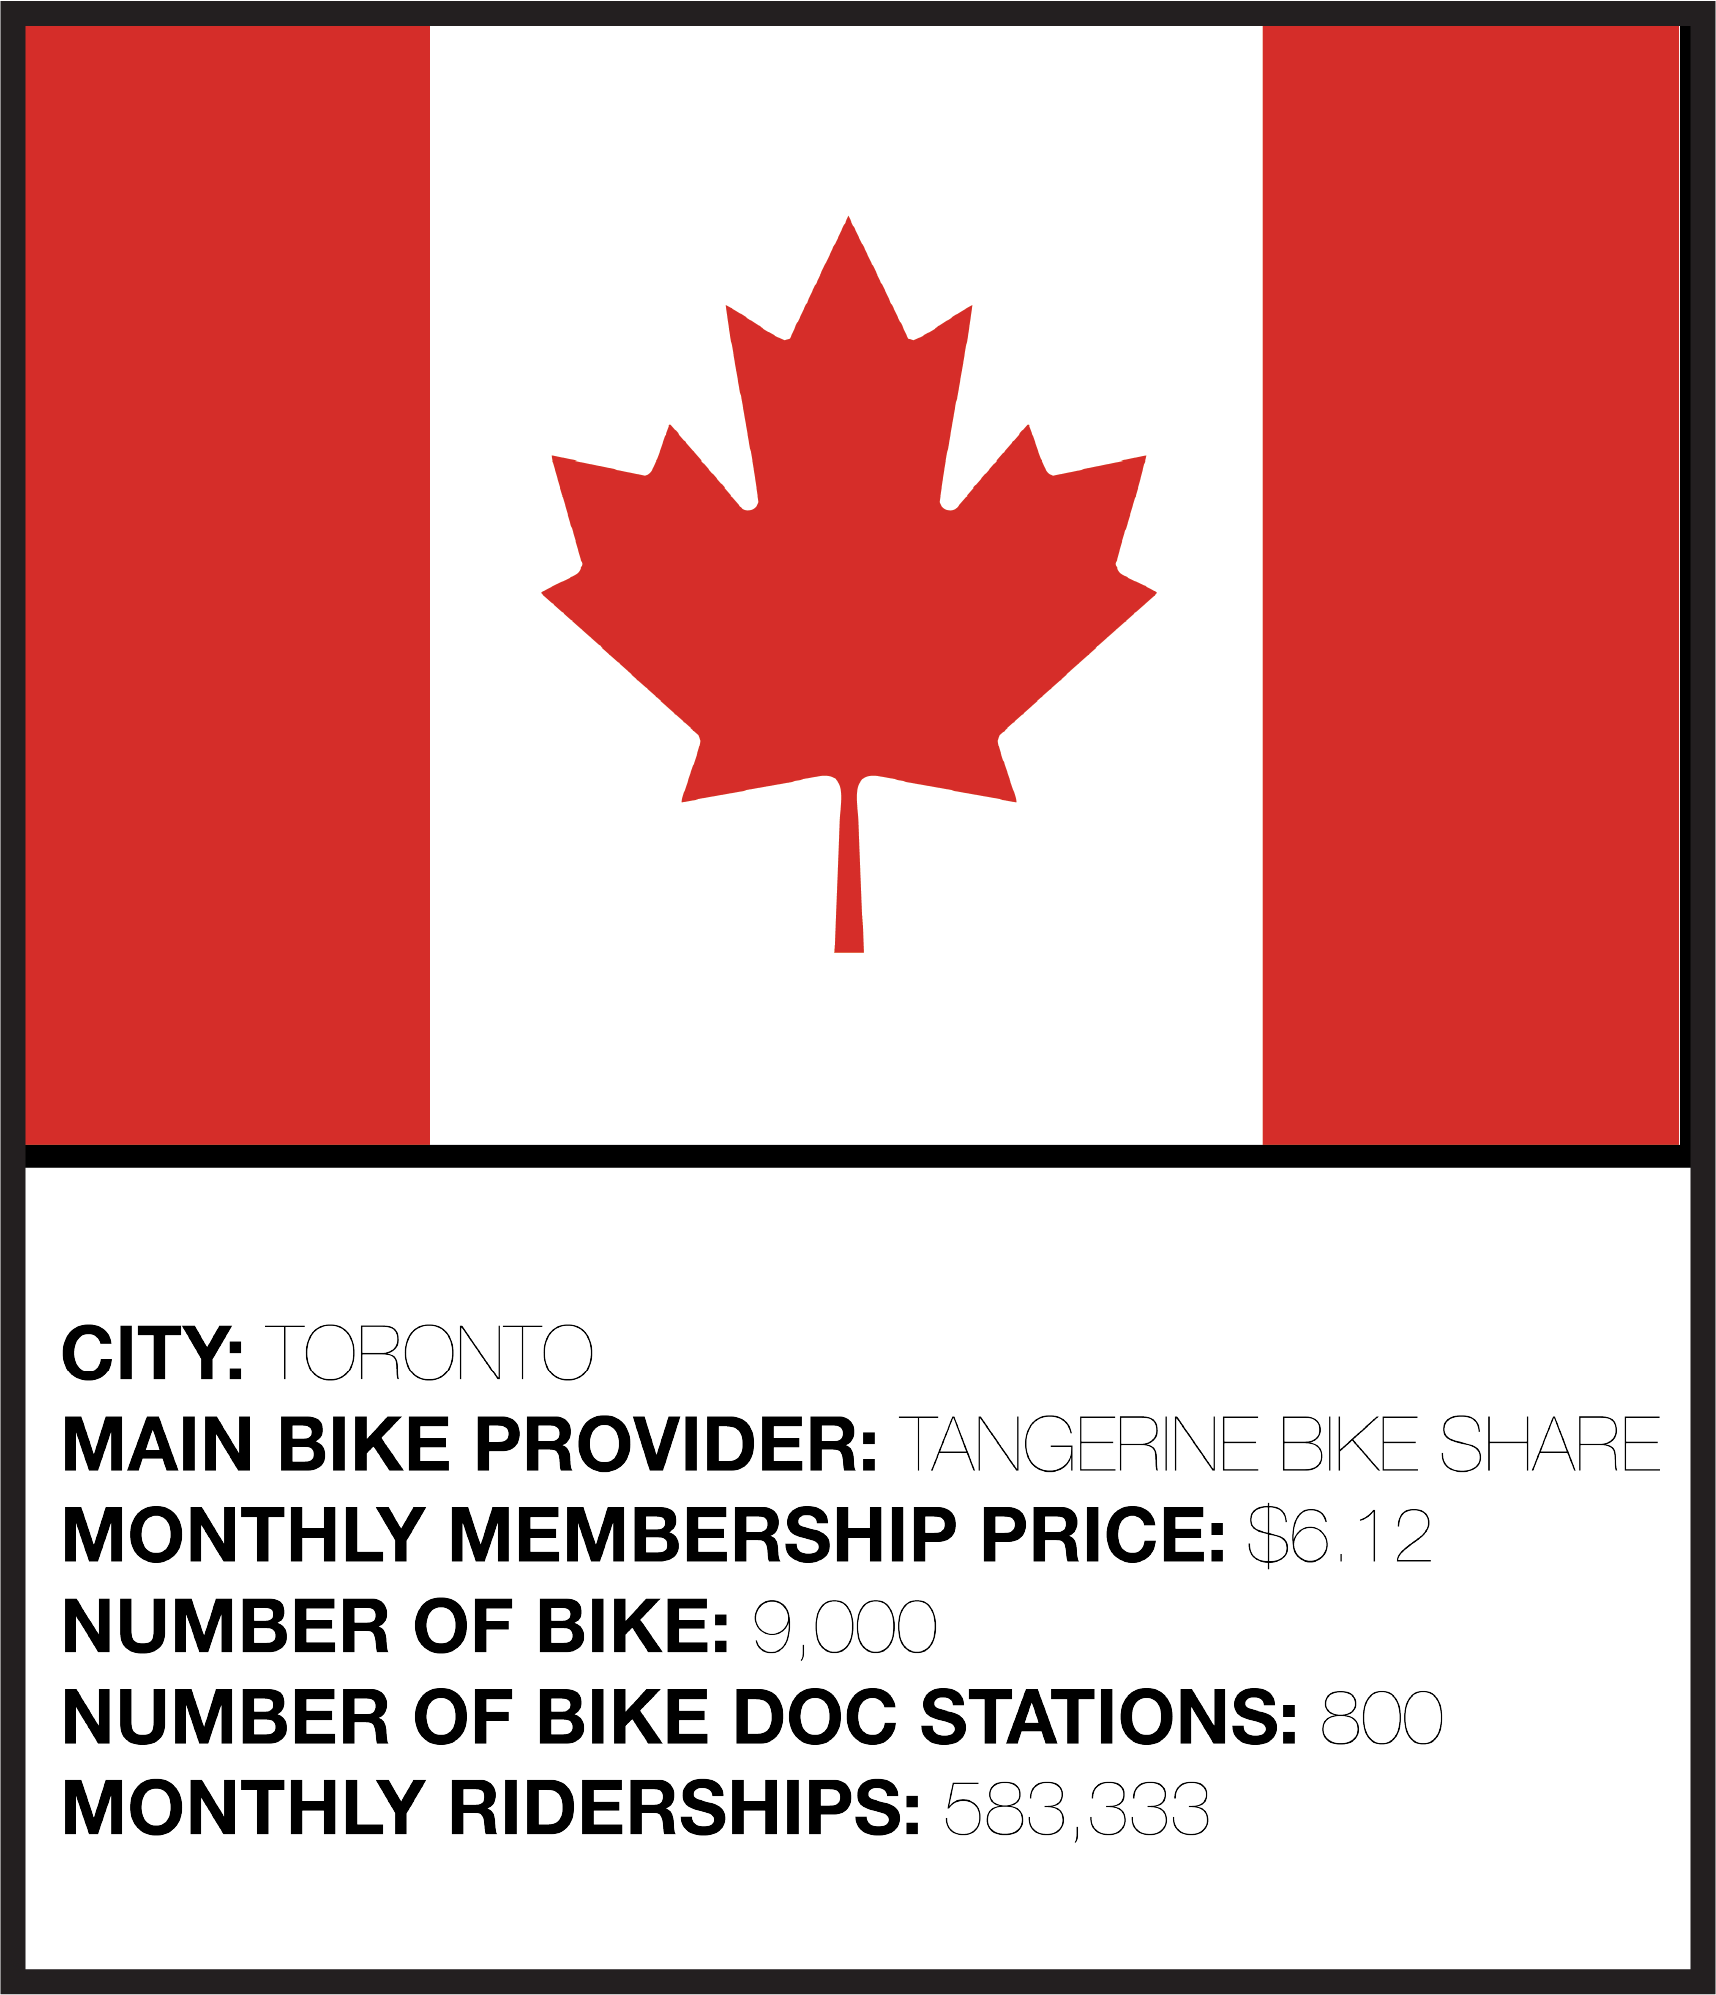 CITY: TORONTO
MAIN BIKE PROVIDER: TANGERINE BIKE SHARE
MONTHLY MEMBERSHIP PRICE: $6.12
NUMBER OF BIKE: 9,000
NUMBER OF BIKE DOC STATIONS: 800
MONTHLY RIDERSHIPS: 583,333